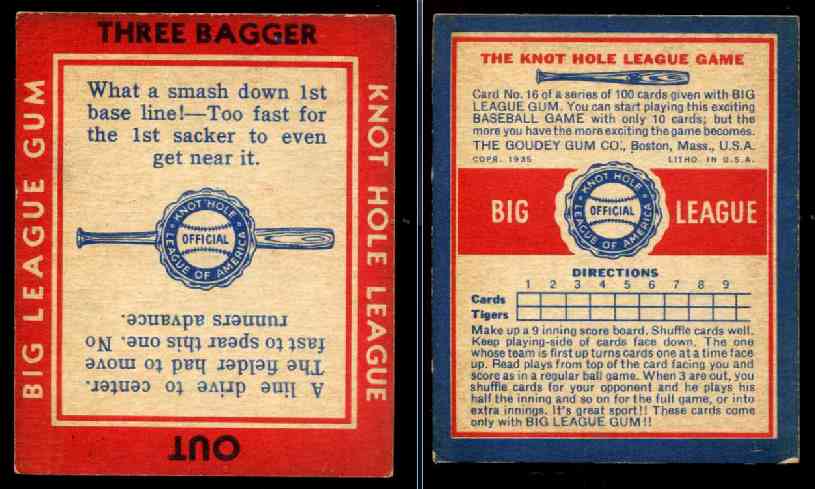 THREE BAGGER
BIG LEAGUE GUM
KNOT HOLE LEAGUE
What a smash down 1st
base line!—Too fast for
the 1st sacker to even
get near it.
KNOT HOLE
OFFICIAL
LEAGUE OF AMERICA
A line drive to center.
The fielder had to move
fast to spear this one. No
runners advance.
OUT
THE KNOT HOLE LEAGUE GAME
Card No. 16 of a series of 100 cards given with BIG
LEAGUE GUM. You can start playing this exciting
BASEBALL GAME with only 10 cards; but the
more you have the more exciting the game becomes.
THE GOUDEY GUM CO., Boston, Mass., U.S.A.
COPR. 1935 LITHO. IN U.S.A.
KNOT HOLE
BIG OFFICIAL LEAGUE
LEAGUE OF AMERICA
DIRECTIONS
1 2 3 4 5 6 7 8 9
Cards
Tigers
Make up a 9 inning score board. Shuffle cards well.
Keep playing-side of cards face down. The one
whose team is first up turns cards one at a time face
up. Read plays from top of the card facing you and
score as in a regular ball game. When 3 are out, you
shuffle cards for your opponent and he plays his
half the inning and so on for the full game, or into
extra innings. It's great sport!! These cards come
only with BIG LEAGUE GUM!!